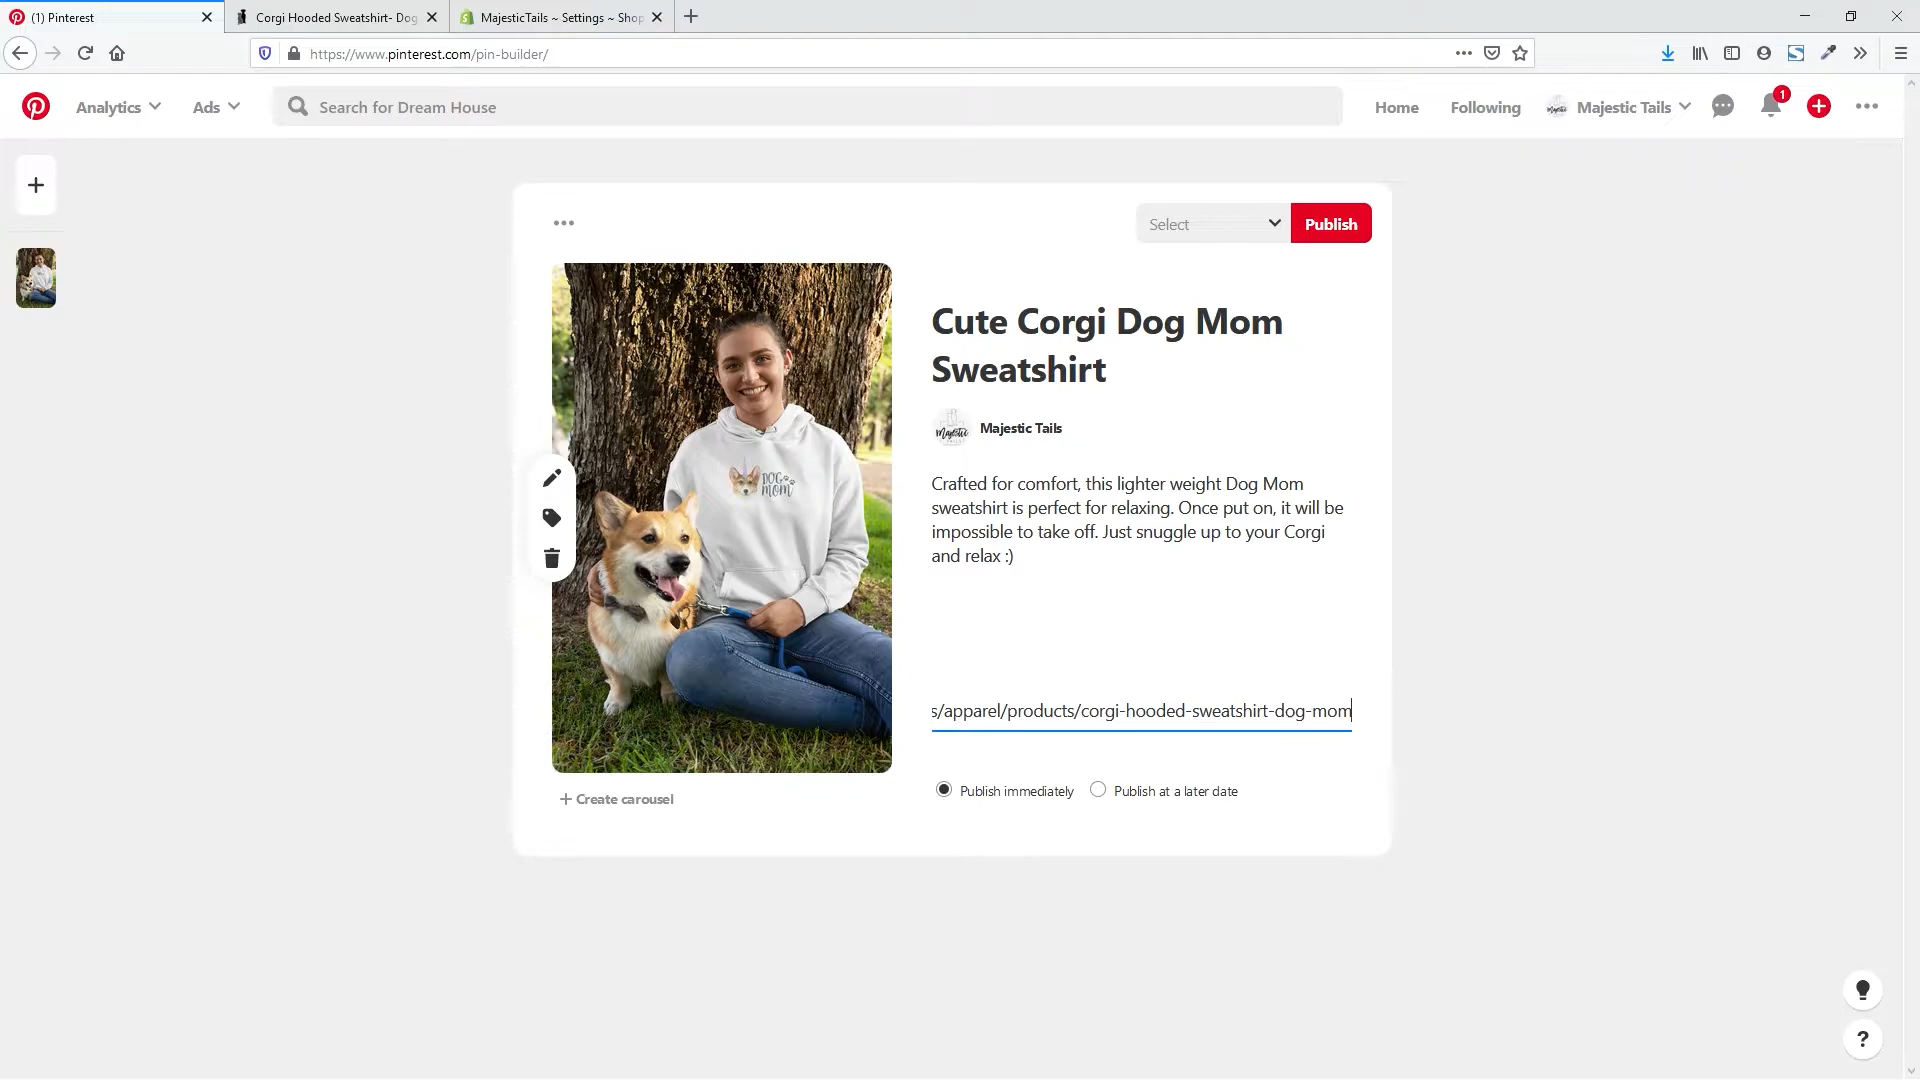 (1) Pinterest
Corgi Hooded Sweatshirt- Dog
MajesticTails ~ Settings ~ Shop
https://www.pinterest.com/pin-builder/
Analytics
Ads
Search for Dream House
Home
Following
Majestic Tails
1
Select
Publish
DOG
MOM
Cute Corgi Dog Mom
Sweatshirt
Majestic
Majestic Tails
Crafted for comfort, this lighter weight Dog Mom
sweatshirt is perfect for relaxing. Once put on, it will be
impossible to take off. Just snuggle up to your Corgi
and relax :)
s/apparel/products/corgi-hooded-sweatshirt-dog-mom
Publish immediately
Publish at a later date
+ Create carousel
?